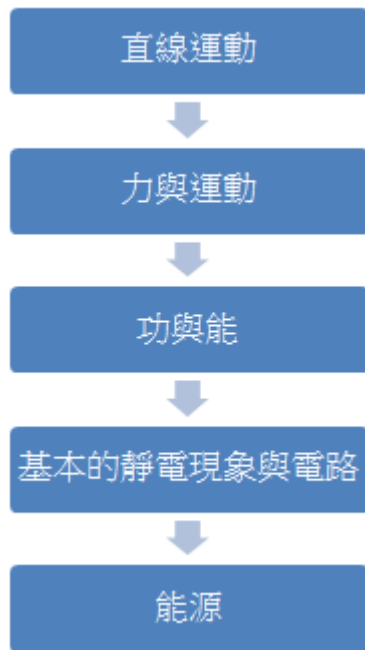 直線運動
力與運動
功與能
基本的靜電現象與電路
能源